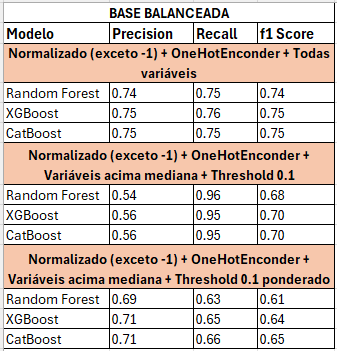 BASE BALANCEADA
Modelo Precision Recall f1 Score
Normalizado (exceto -1) + OneHotEnconder + Todas
variáveis
Random Forest 0.74 0.75 0.74
XGBoost 0.75 0.76 0.75
CatBoost 0.75 0.75 0.75
Normalizado (exceto -1) + OneHotEnconder +
Variáveis acima mediana + Threshold 0.1
Random Forest 0.54 0.96 0.68
XGBoost 0.56 0.95 0.70
CatBoost 0.56 0.95 0.70
Normalizado (exceto -1) + OneHotEnconder +
Variáveis acima mediana + Threshold 0.1 ponderado
Random Forest 0.69 0.63 0.61
XGBoost 0.71 0.65 0.64
CatBoost 0.71 0.66 0.65